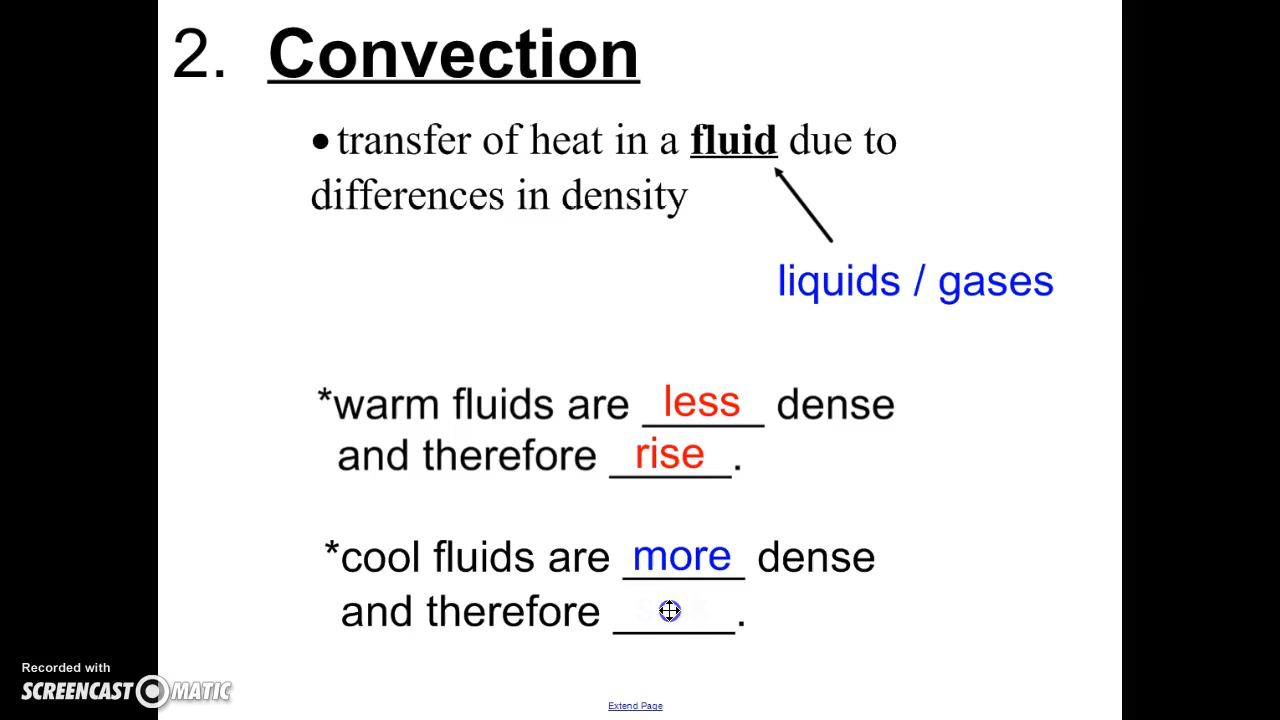 2. Convection
• transfer of heat in a fluid due to
differences in density
liquids / gases
*warm fluids are less dense
and therefore rise.
*cool fluids are more dense
and therefore ______.
Recorded with
SCREENCAST MATIC
Extend Page